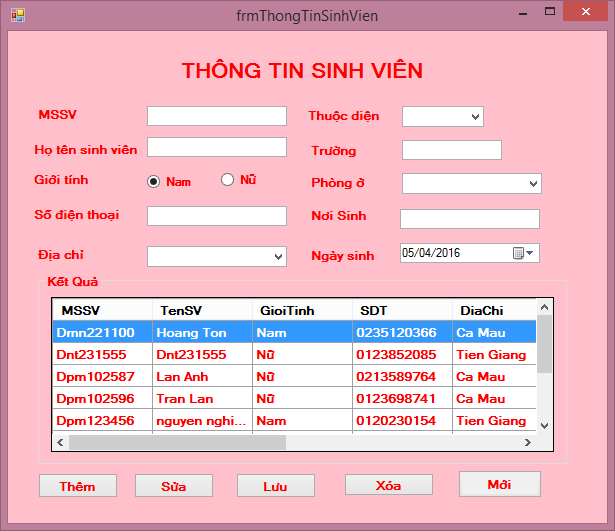 frmThongTinSinhVien
THÔNG TIN SINH VIÊN
MSSV Thuộc diện
Họ tên sinh viên Trưởng
Giới tính Nam Nữ Phòng ở
Số điện thoại Nơi Sinh
Địa chỉ Ngày sinh 05/04/2016
Kết Quả
MSSV TenSV GioiTinh SDT DiaChi
Dmn221100 Hoang Ton Nam 0235120366 Ca Mau
Dnt231555 Dnt231555 Nữ 0123852085 Tien Giang
Dpm102587 Lan Anh Nữ 0213589764 Ca Mau
Dpm102596 Tran Lan Nữ 0123698741 Ca Mau
Dpm123456 nguyen nghi... Nam 0120230154 Tien Giang
Thêm Sửa Lưu Xóa Mới